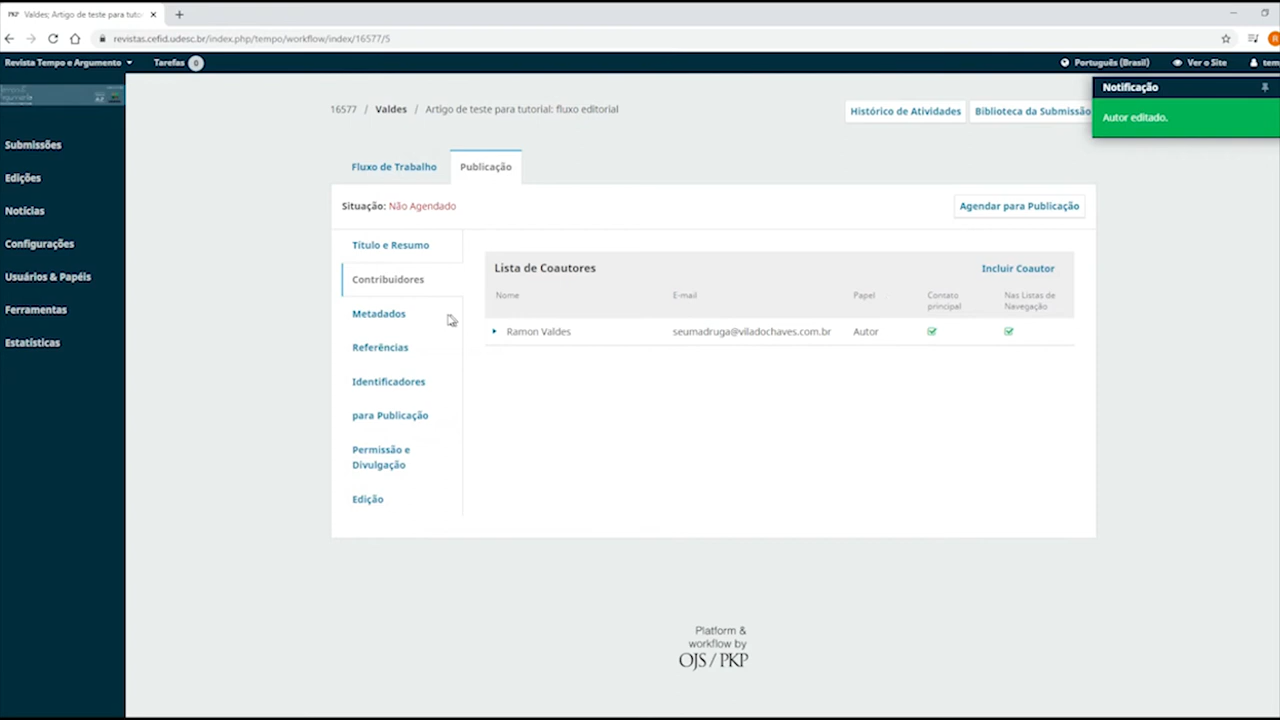 Valdes; Artigo de teste para tuto
revistas.cefid.udesc.br/index.php/tempo/workflow/index/16577/5
Revista Tempo e Argumento
Tarefas 0
Português (Brasil)
Ver o Site
tem
Notificação
Autor editado.
16577 / Valdes / Artigo de teste para tutorial: fluxo editorial
Histórico de Atividades
Biblioteca da Submissão
Submissões
Edições
Notícias
Configurações
Usuários & Papéis
Ferramentas
Estatísticas
Fluxo de Trabalho
Publicação
Situação: Não Agendado
Agendar para Publicação
Título e Resumo
Contribuidores
Metadados
Referências
Identificadores
para Publicação
Permissão e
Divulgação
Edição
Lista de Coautores
Incluir Coautor
Nome
E-mail
Papel
Contato
principal
Nas Listas de
Navegação
Ramon Valdes
seumadruga@viladochaves.com.br
Autor
Platform &
workflow by
OJS / PKP